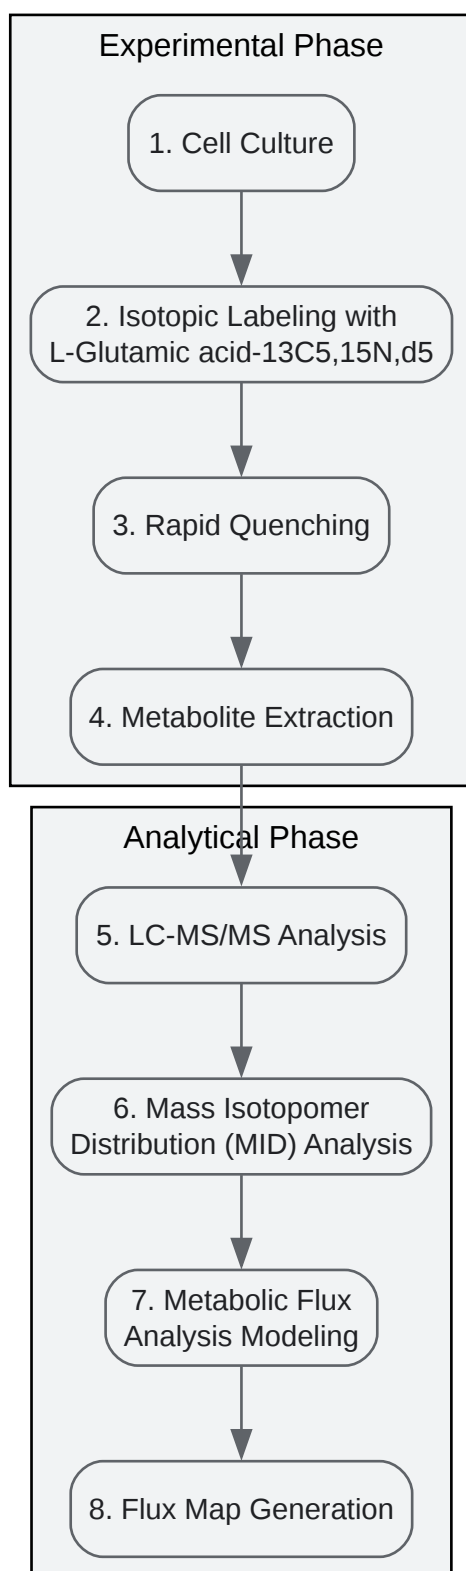 Experimental Phase
1. Cell Culture
2. Isotopic Labeling with
L-Glutamic acid-13C5,15N,d5
3. Rapid Quenching
4. Metabolite Extraction
Analytical Phase
5. LC-MS/MS Analysis
6. Mass Isotopomer
Distribution (MID) Analysis
7. Metabolic Flux
Analysis Modeling
8. Flux Map Generation